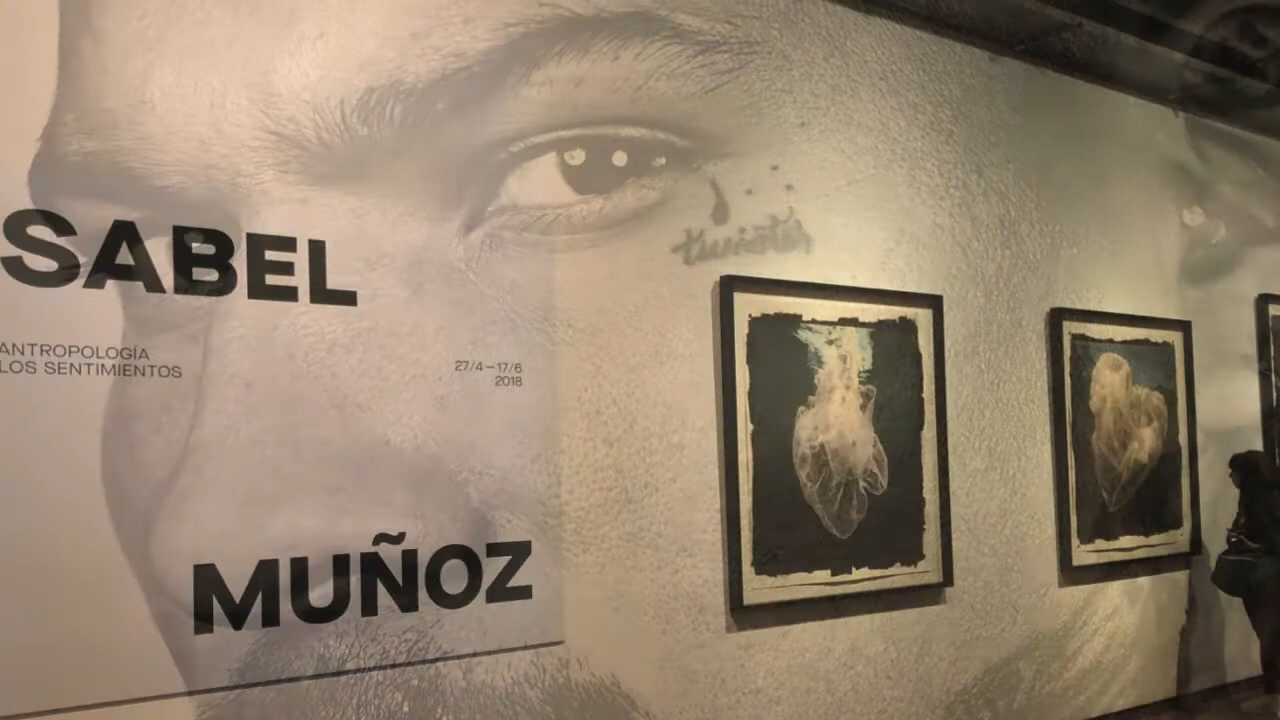 SABEL
ANTROPOLOGÍA
LOS SENTIMIENTOS
27/4 – 17/6
2018
MUÑOZ